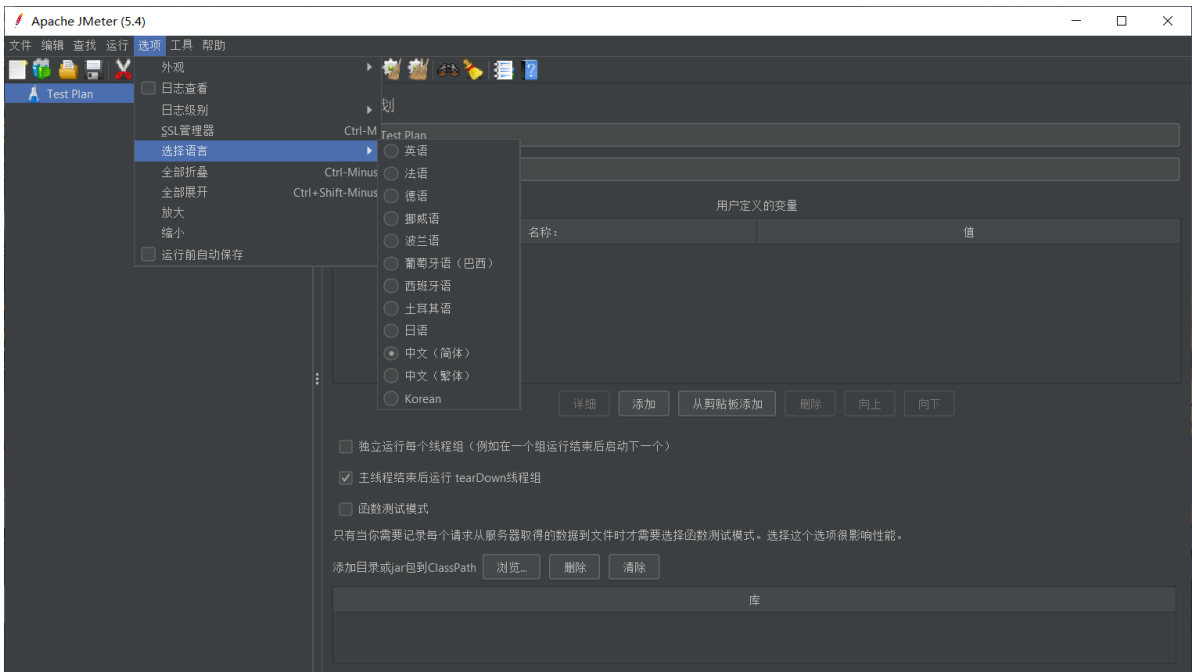 Apache JMeter (5.4)
文件 编辑 查找 运行 选项 工具 帮助
Test Plan
外观
日志查看
日志级别
SSL管理器 Ctrl-M
选择语言
全部折叠 Ctrl-Minus
全部展开 Ctrl+Shift-Minus
放大
缩小
运行前自动保存
英语
法语
德语
挪威语
波兰语
葡萄牙语（巴西）
西班牙语
土耳其语
日语
中文（简体）
中文（繁体）
Korean
划
Test Plan
用户定义的变量
名称: 值
详细 添加 从剪贴板添加 删除 向上 向下
独立运行每个线程组（例如在一个组运行结束后启动下一个）
主线程结束后运行 tearDown线程组
函数测试模式
只有当你需要记录每个请求从服务器取得的数据到文件时才需要选择函数测试模式。选择这个选项很影响性能。
添加目录或jar包到ClassPath 浏览... 删除 清除
库